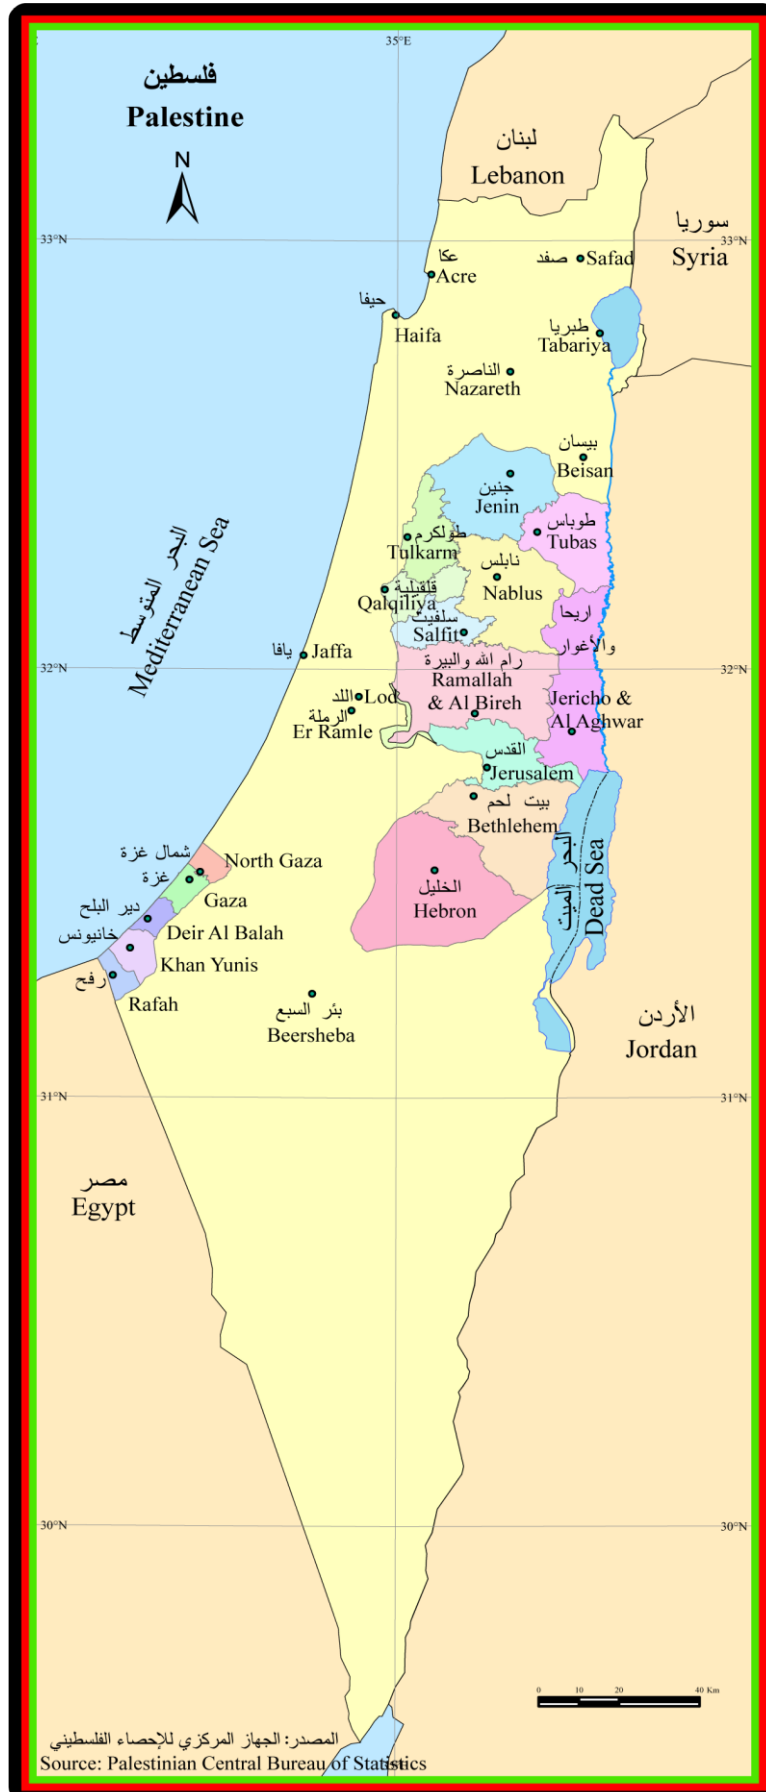 35°E
فلسطين
Palestine
N
لبنان
Lebanon
سوريا
Syria
33°N
33°N
عكا
Acre
صفد
Safad
حيفا
Haifa
طبريا
Tabariya
الناصرة
Nazareth
بيسان
Beisan
جنين
Jenin
طوباس
Tubas
طولكرم
Tulkarm
نابلس
Nablus
قلقيلية
Qalqiliya
سلفيت
Salfit
اريحا
والأغوار
Jericho &
Al Aghwar
البحر المتوسط
Mediterranean Sea
يافا
Jaffa
32°N
32°N
رام الله والبيرة
Ramallah
& Al Bireh
اللد
Lod
الرملة
Er Ramle
القدس
Jerusalem
بيت لحم
Bethlehem
البحر الميت
Dead Sea
الخليل
Hebron
شمال غزة
North Gaza
غزة
Gaza
دير البلح
Deir Al Balah
خانيونس
Khan Yunis
رفح
Rafah
بئر السبع
Beersheba
الأردن
Jordan
31°N
31°N
مصر
Egypt
30°N
30°N
0 10 20 40 Km
المصدر: الجهاز المركزي للإحصاء الفلسطيني
Source: Palestinian Central Bureau of Statistics